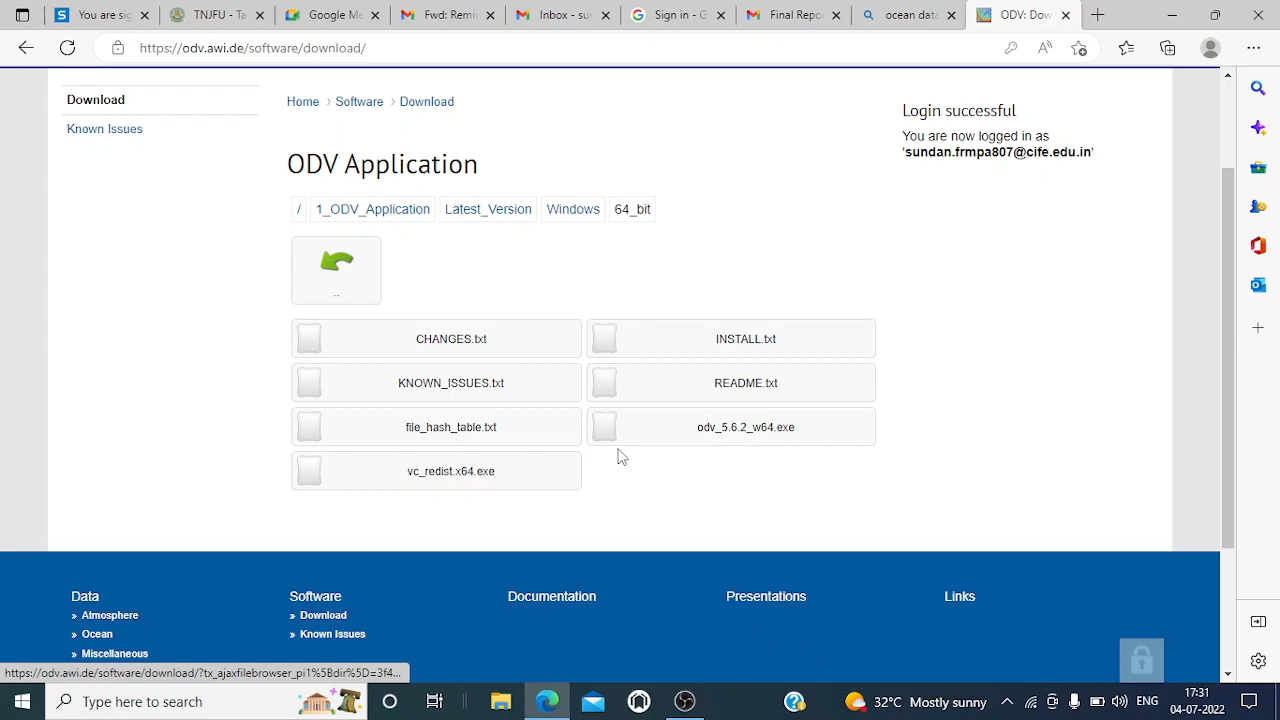 You are sig
TNJFU - Ta
Google Me
Fwd: Remi
Inbox - sur
Sign in - G
Final Repo
ocean data
ODV: Dow
https://odv.awi.de/software/download/
Download
Known Issues
Home › Software › Download
Login successful
You are now logged in as
'sundan.frmpa807@cife.edu.in'
ODV Application
/ 1_ODV_Application Latest_Version Windows 64_bit
..
CHANGES.txt
INSTALL.txt
KNOWN_ISSUES.txt
README.txt
file_hash_table.txt
odv_5.6.2_w64.exe
vc_redist.x64.exe
Data
» Atmosphere
» Ocean
» Miscellaneous
Software
» Download
» Known Issues
Documentation
Presentations
Links
https://odv.awi.de/software/download/?tx_ajaxfilebrowser_pi1%5Bdir%5D=3f4...
Type here to search
32°C Mostly sunny
ENG
17:31
04-07-2022